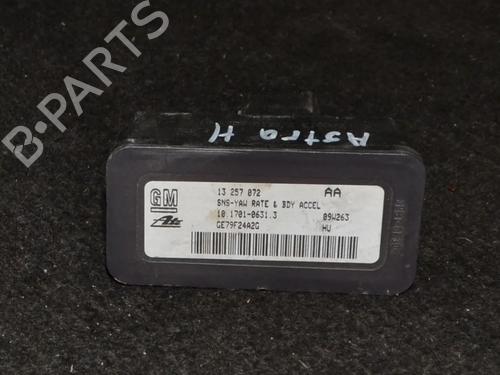 B-PARTS
Astra H
GM
13 257 072 AA
SNS-YAW RATE & BDY ACCEL
Ate
10.1701-0631.3 09W263
GE79F24A2G HU